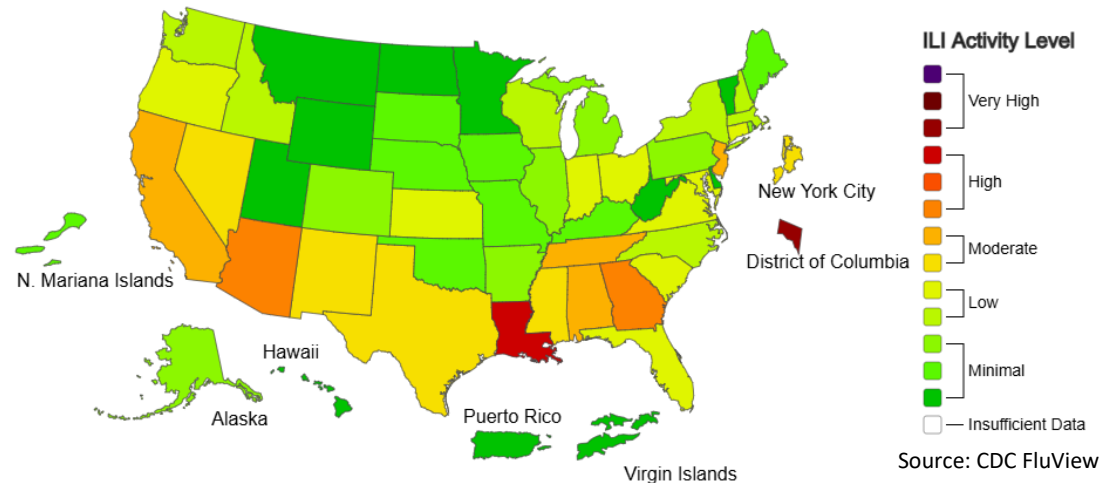 ILI Activity Level
Very High
High
Moderate
Low
Minimal
Insufficient Data
New York City
District of Columbia
N. Mariana Islands
Hawaii
Alaska
Puerto Rico
Virgin Islands
Source: CDC FluView